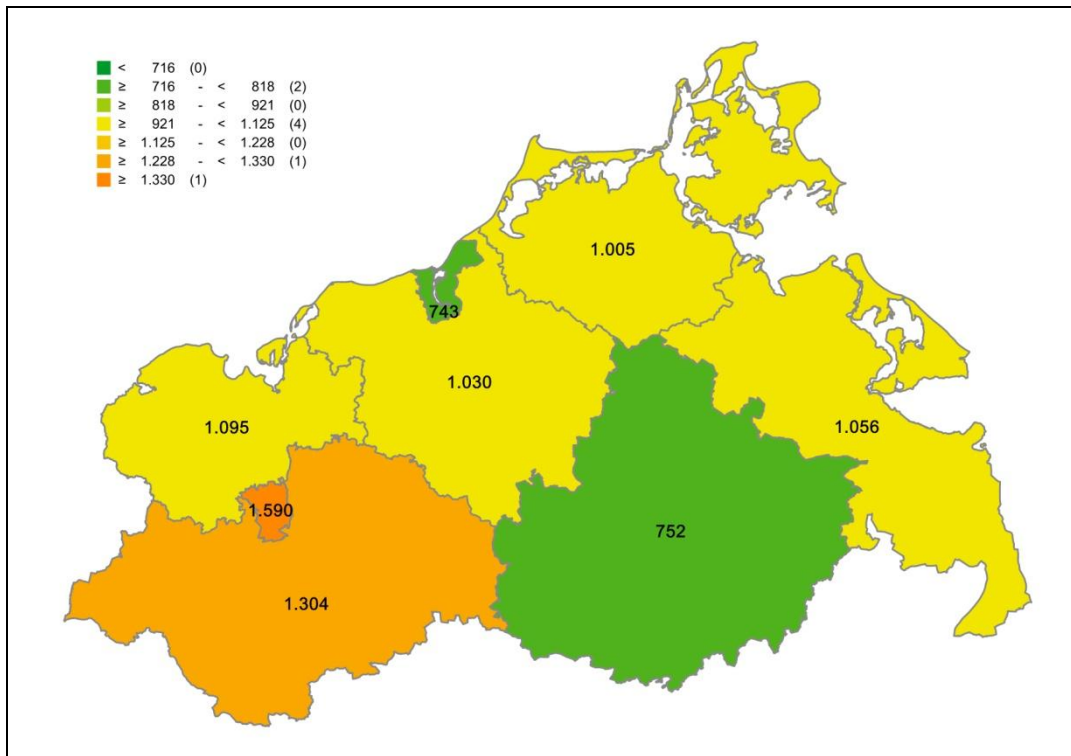 < 716 (0)
≥ 716 - < 818 (2)
≥ 818 - < 921 (0)
≥ 921 - < 1.125 (4)
≥ 1.125 - < 1.228 (0)
≥ 1.228 - < 1.330 (1)
≥ 1.330 (1)
1.005
743
1.030
1.095
1.056
1.590
752
1.304